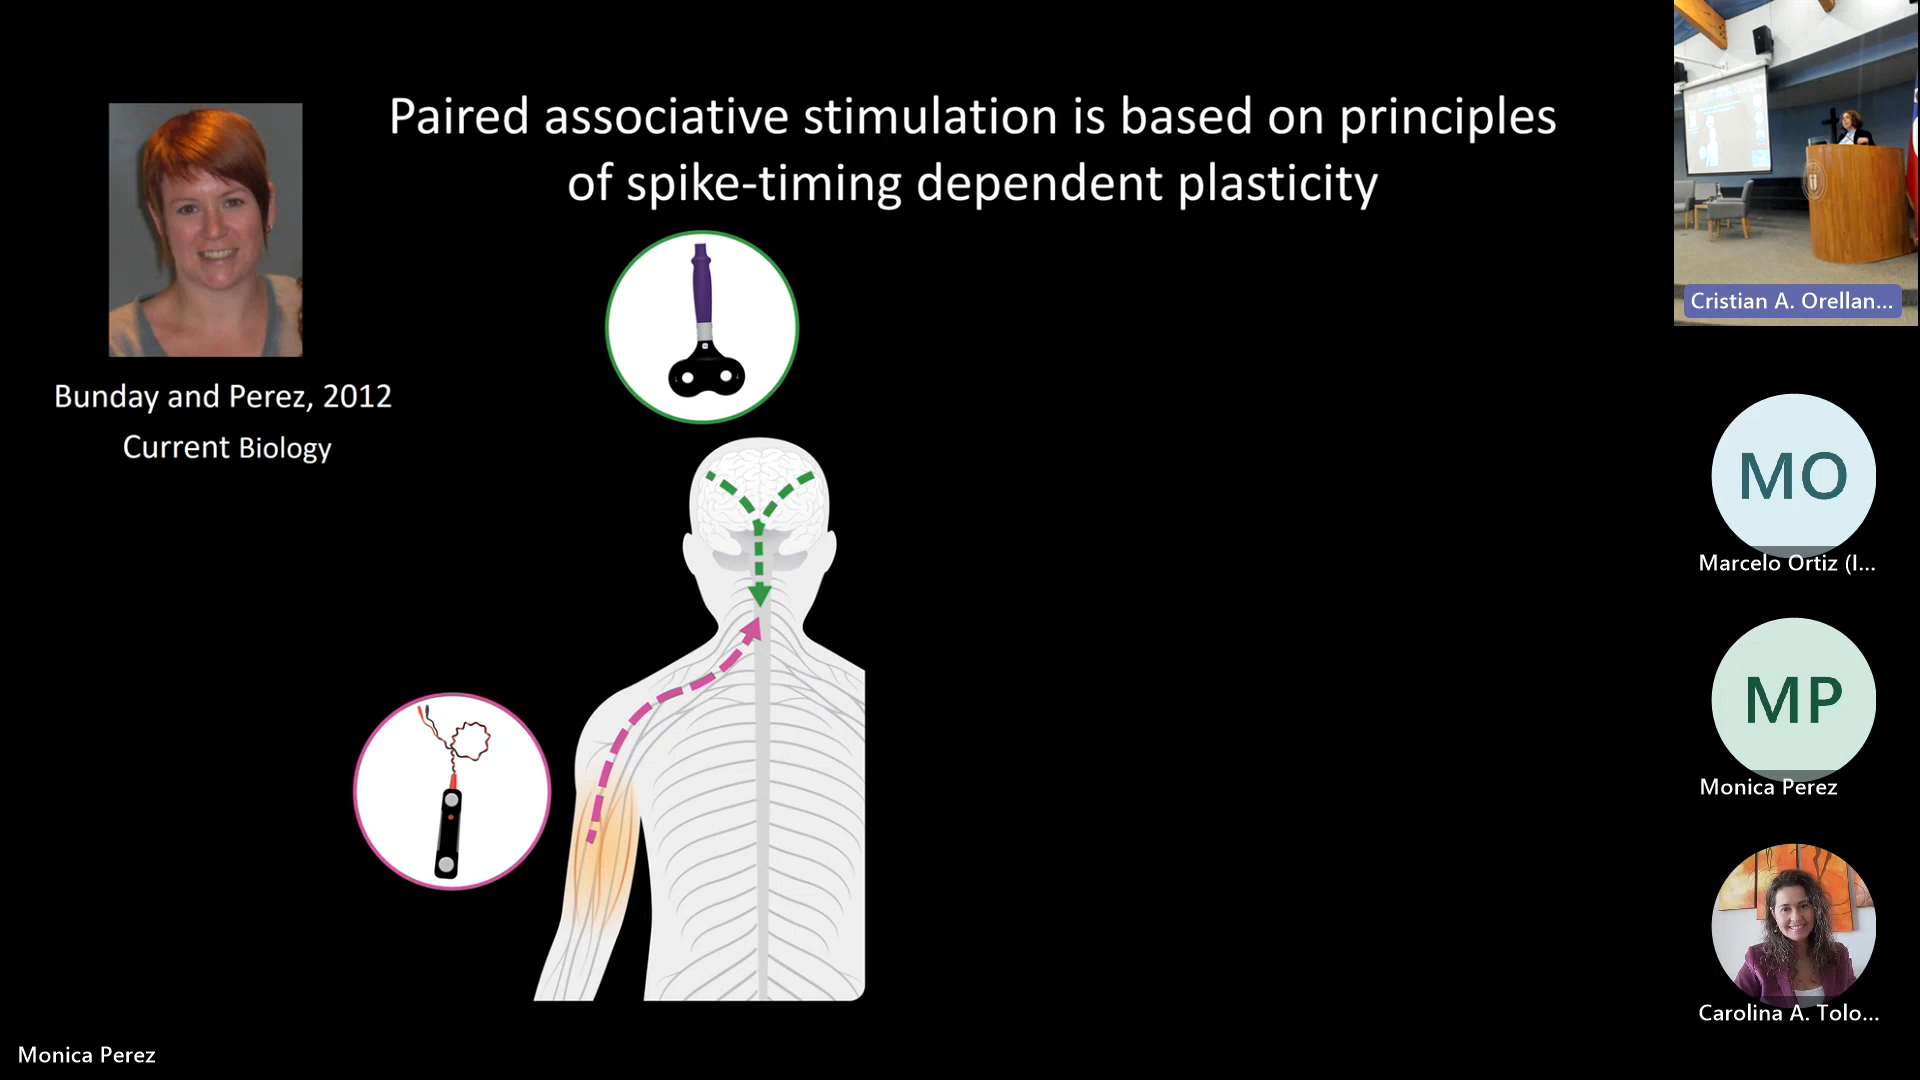 Paired associative stimulation is based on principles
of spike-timing dependent plasticity
Bunday and Perez, 2012
Current Biology
Cristian A. Orellan...
MO
Marcelo Ortiz (I...
MP
Monica Perez
Carolina A. Tolo...
Monica Perez